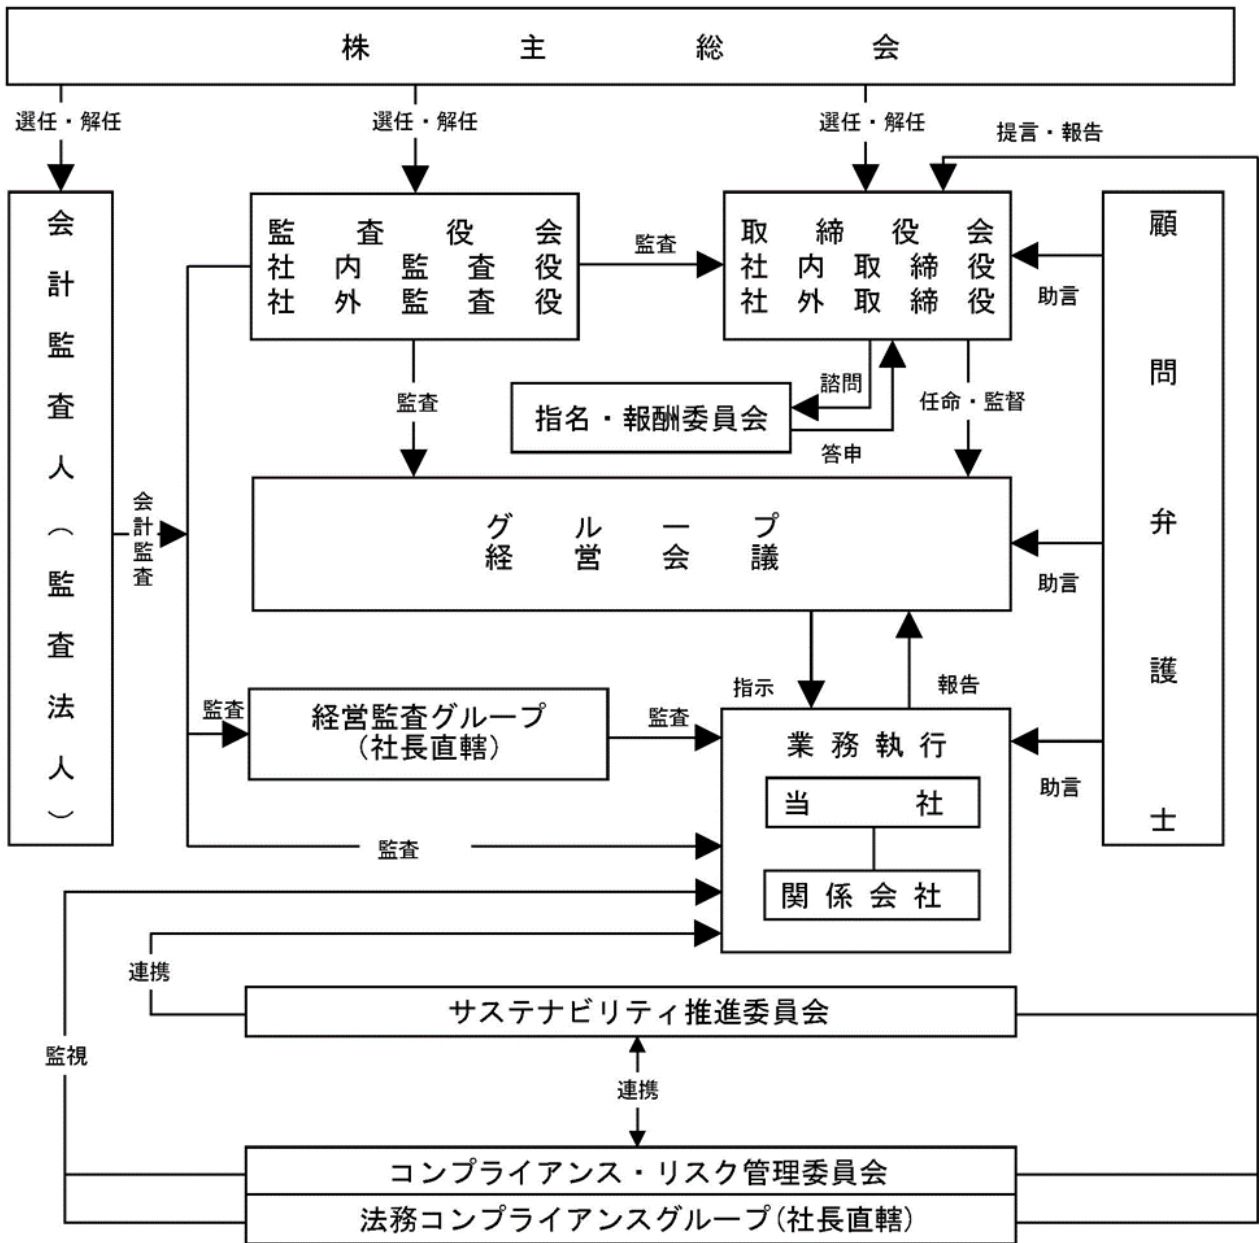 株主総会
選任・解任
選任・解任
選任・解任
提言・報告
会計監査人（監査法人）
監査役会
社内監査役
社外監査役
監査
取締役会
社内取締役
社外取締役
助言
顧問弁護士
監査
指名・報酬委員会
諮問
答申
任命・監督
会計監査
グループ
経営会議
助言
指示
報告
監査
経営監査グループ
(社長直轄)
監査
業務執行
当社
関係会社
助言
監査
連携
サステナビリティ推進委員会
監視
連携
コンプライアンス・リスク管理委員会
法務コンプライアンスグループ(社長直轄)